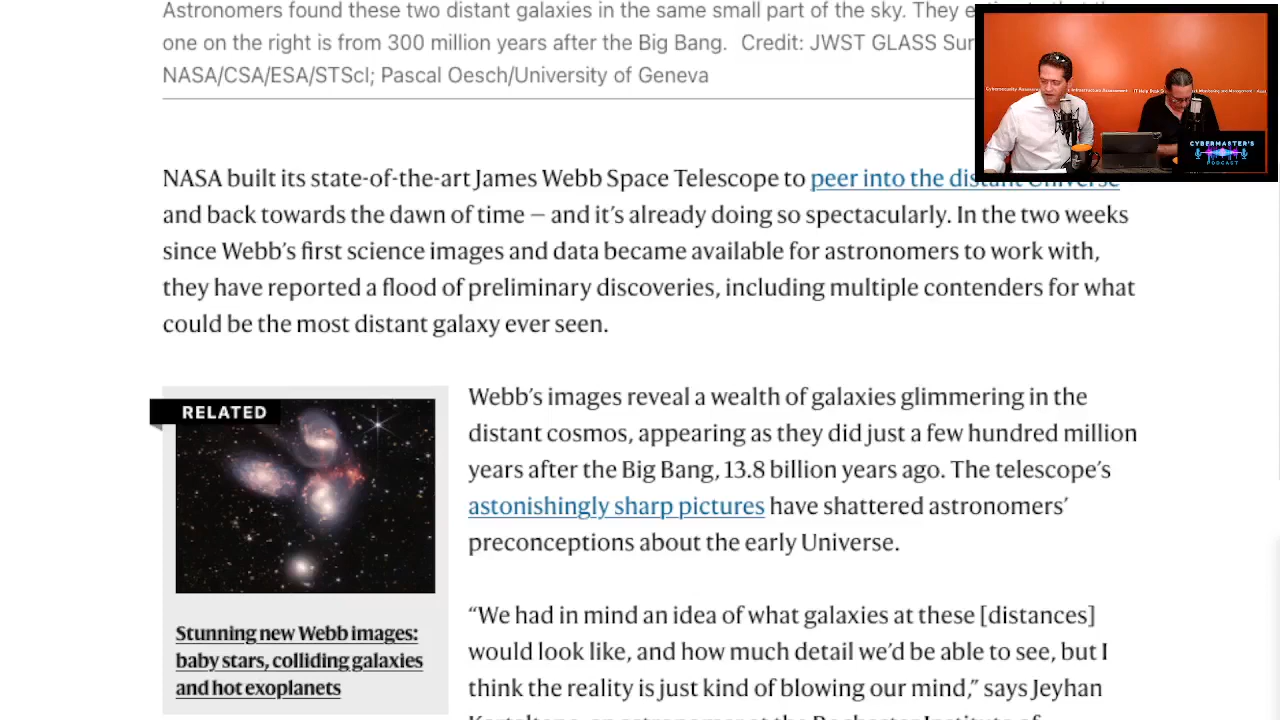 Astronomers found these two distant galaxies in the same small part of the sky. They
one on the right is from 300 million years after the Big Bang. Credit: JWST GLASS
NASA/CSA/ESA/STScI; Pascal Oesch/University of Geneva
Cybersecurity
Infrastructure Assessment
IT Help Desk
Monitoring and Management
CYBERMASTER'S
PODCAST
NASA built its state-of-the-art James Webb Space Telescope to peer into the distant Universe
and back towards the dawn of time – and it's already doing so spectacularly. In the two weeks
since Webb's first science images and data became available for astronomers to work with,
they have reported a flood of preliminary discoveries, including multiple contenders for what
could be the most distant galaxy ever seen.
RELATED
Stunning new Webb images:
baby stars, colliding galaxies
and hot exoplanets
Webb's images reveal a wealth of galaxies glimmering in the
distant cosmos, appearing as they did just a few hundred million
years after the Big Bang, 13.8 billion years ago. The telescope's
astonishingly sharp pictures have shattered astronomers'
preconceptions about the early Universe.
"We had in mind an idea of what galaxies at these [distances]
would look like, and how much detail we'd be able to see, but I
think the reality is just kind of blowing our mind," says Jeyhan